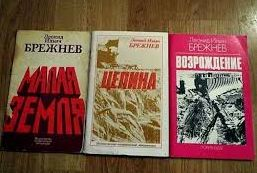 Леонид Ильич
БРЕЖНЕВ
МАЛАЯ
ЗЕМЛЯ
Леонид Ильич
БРЕЖНЕВ
ЦЕЛИНА
Леонид Ильич
БРЕЖНЕВ
ВОЗРОЖДЕНИЕ